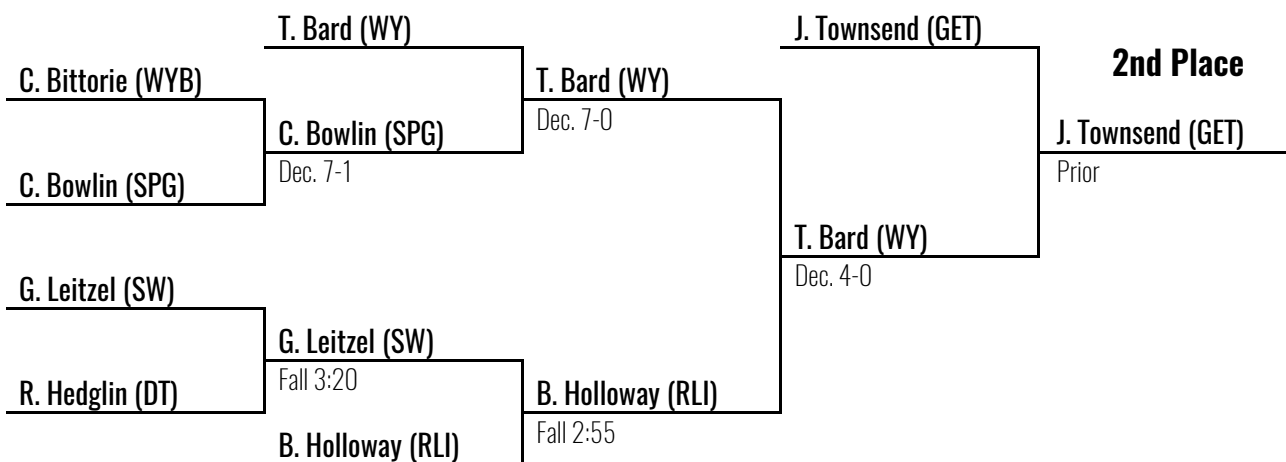 T. Bard (WY)
C. Bittorie (WYB)
C. Bowlin (SPG)
Dec. 7-1
C. Bowlin (SPG)
T. Bard (WY)
Dec. 7-0
G. Leitzel (SW)
G. Leitzel (SW)
Fall 3:20
R. Hedglin (DT)
B. Holloway (RLI)
B. Holloway (RLI)
Fall 2:55
J. Townsend (GET)
T. Bard (WY)
Dec. 4-0
2nd Place
J. Townsend (GET)
Prior